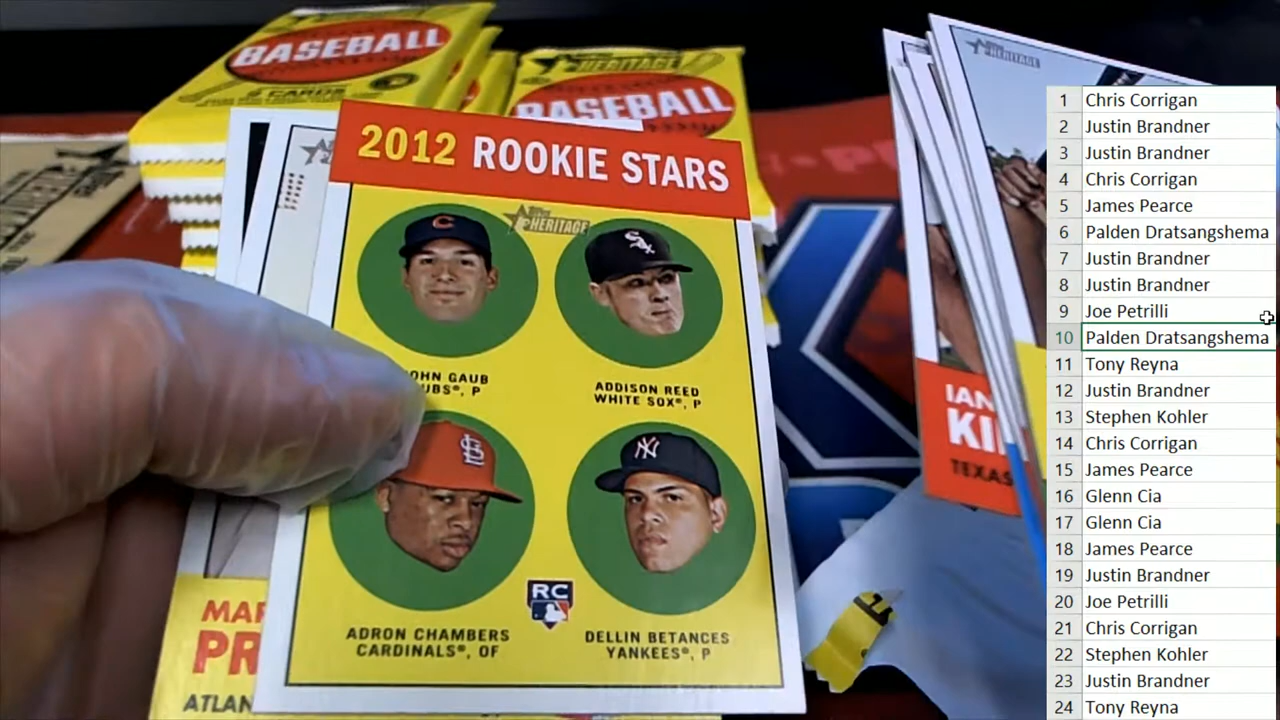 BASEBALL
HERITAGE
BASEBALL
HERITAGE
2012 ROOKIE STARS
HERITAGE
OHN GAUB
UBS®, P
ADDISON REED
WHITE SOX®, P
RC
ADRON CHAMBERS
CARDINALS®, OF
DELLIN BETANCES
YANKEES®, P
MAR
PR
ATLAN
IAN
KI
TEXAS
1 Chris Corrigan
2 Justin Brandner
3 Justin Brandner
4 Chris Corrigan
5 James Pearce
6 Palden Dratsangshema
7 Justin Brandner
8 Justin Brandner
9 Joe Petrilli
10 Palden Dratsangshema
11 Tony Reyna
12 Justin Brandner
13 Stephen Kohler
14 Chris Corrigan
15 James Pearce
16 Glenn Cia
17 Glenn Cia
18 James Pearce
19 Justin Brandner
20 Joe Petrilli
21 Chris Corrigan
22 Stephen Kohler
23 Justin Brandner
24 Tony Reyna